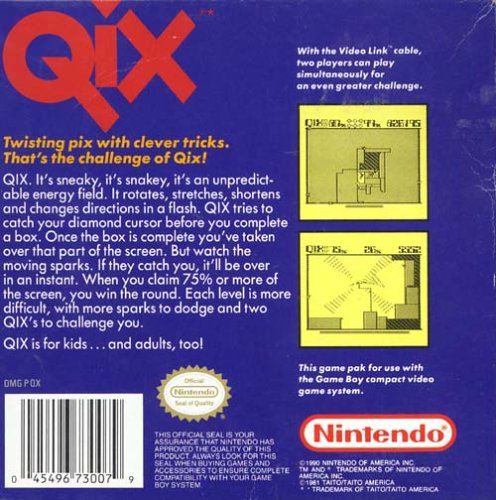 QiX
**
With the Video Link™ cable,
two players can play
simultaneously for
an even greater challenge.
Twisting pix with clever tricks.
That's the challenge of Qix!
QIX. It's sneaky, it's snakey, it's an unpredict-
able energy field. It rotates, stretches, shortens
and changes directions in a flash. QIX tries to
catch your diamond cursor before you complete
a box. Once the box is complete you've taken
over that part of the screen. But watch the
moving sparks. If they catch you, it'll be over
in an instant. When you claim 75% or more of
the screen, you win the round. Each level is more
difficult, with more sparks to dodge and two
QIX's to challenge you.
QIX is for kids . . . and adults, too!
QIX 75% 26% 5552
This game pak for use with
the Game Boy compact video
game system.
DMG P QX
Official
Nintendo
Seal of Quality
THIS OFFICIAL SEAL IS YOUR
ASSURANCE THAT NINTENDO HAS
APPROVED THE QUALITY OF THIS
PRODUCT. ALWAYS LOOK FOR THIS
SEAL WHEN BUYING GAMES AND
ACCESSORIES TO ENSURE COMPLETE
COMPATIBILITY WITH YOUR GAME
BOY SYSTEM.
0 45496 73007 9
Nintendo
©1990 NINTENDO OF AMERICA INC.
TM AND * TRADEMARKS OF NINTENDO OF
AMERICA INC.
©1981 TAITO/TAITO AMERICA
** TRADEMARK OF TAITO/TAITO AMERICA